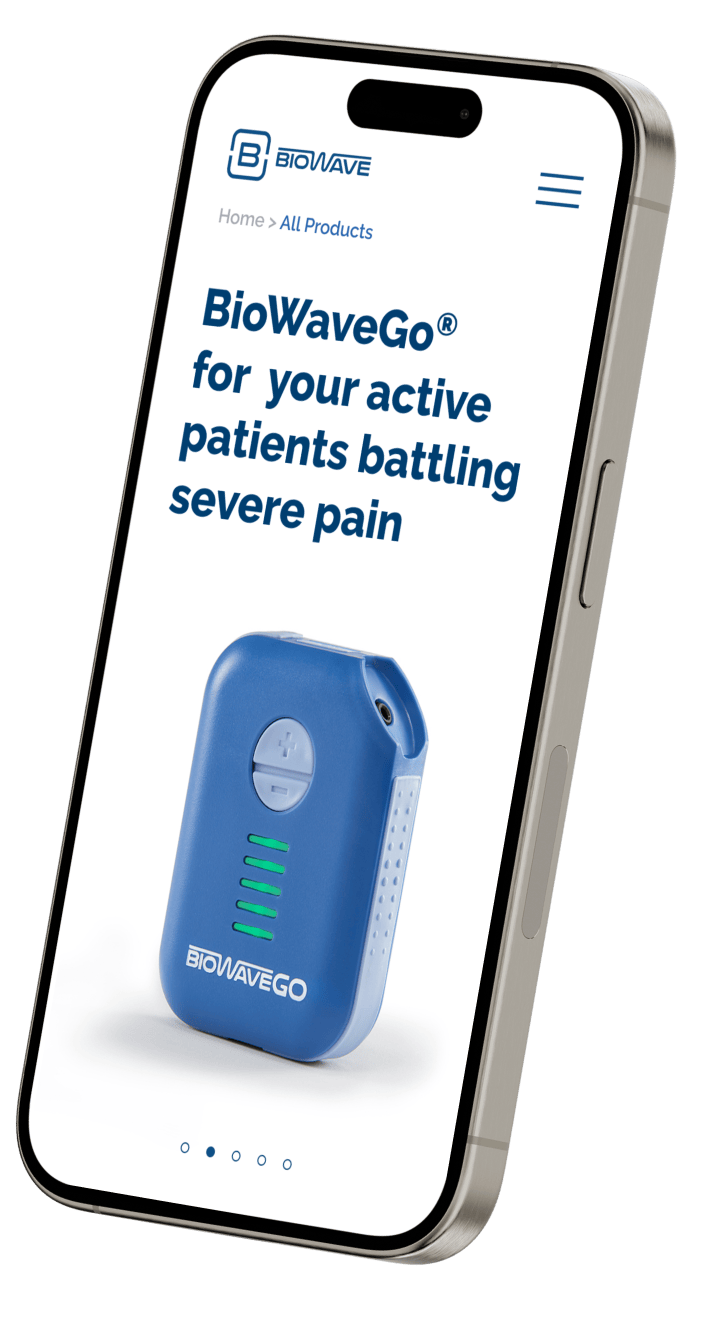 B BIOWAVE
Home > All Products
BioWaveGo®
for your active
patients battling
severe pain
+
-
BIOWAVEGO